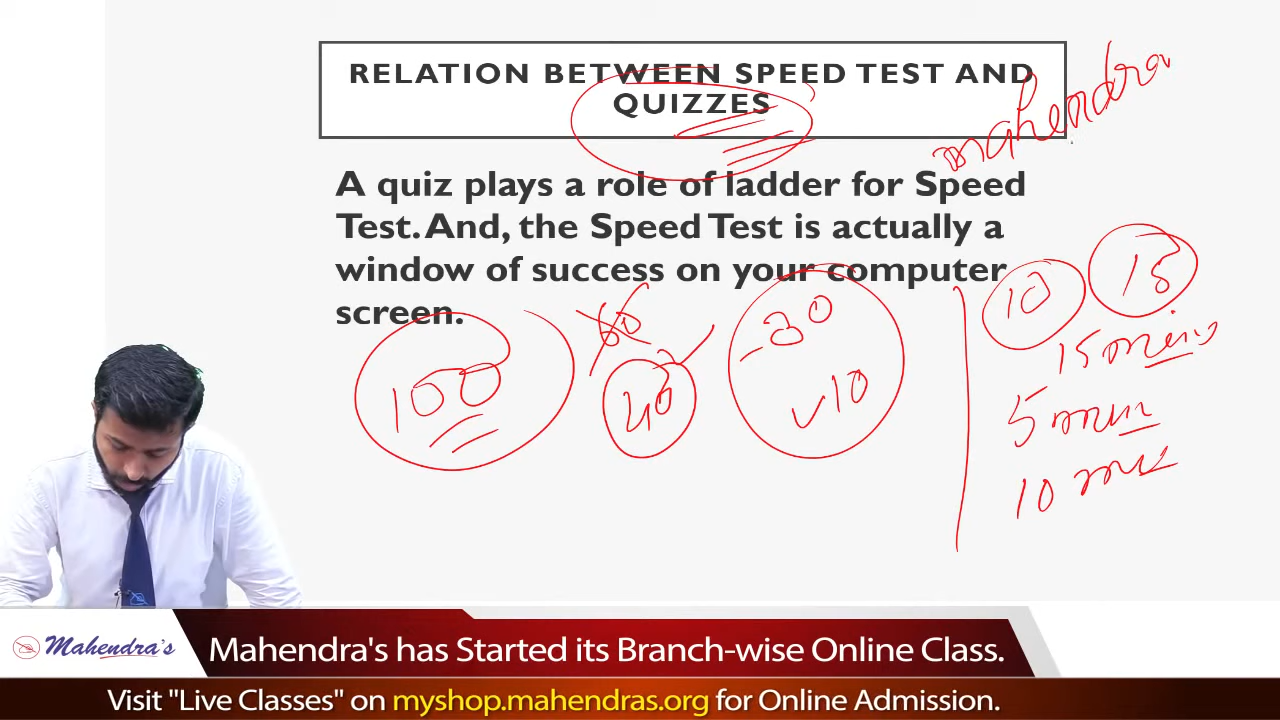 RELATION BETWEEN SPEED TEST AND
QUIZZES
mahendra
A quiz plays a role of ladder for Speed
Test. And, the Speed Test is actually a
window of success on your computer
screen.
100
60
40
30
10
10
15
15 mins
5 min
10
Mahendra's
Mahendra's has Started its Branch-wise Online Class.
Visit "Live Classes" on myshop.mahendras.org for Online Admission.